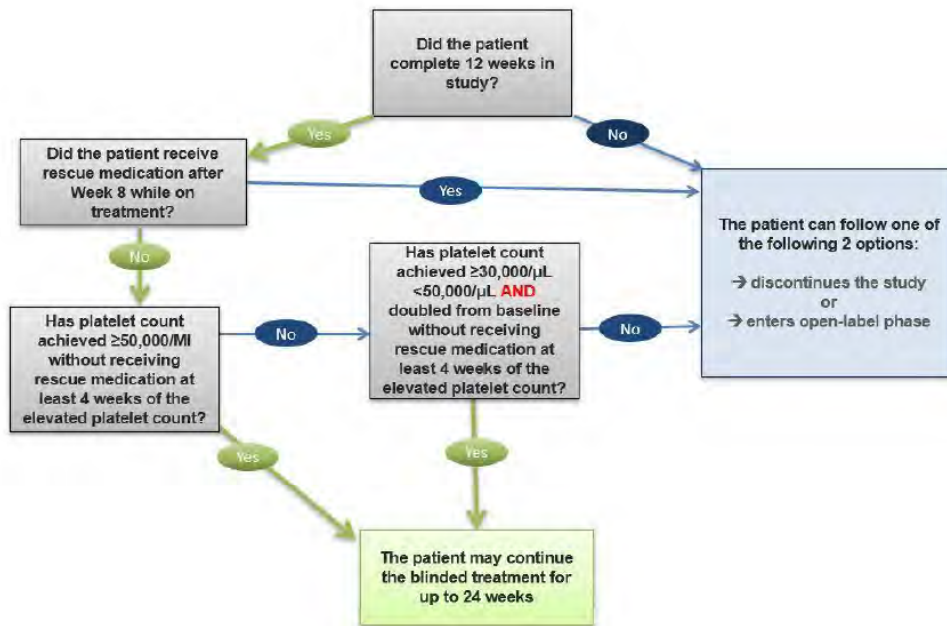 Did the patient
complete 12 weeks in
study?
Yes
No
Did the patient receive
rescue medication after
Week 8 while on
treatment?
Yes
The patient can follow one of
the following 2 options:
→ discontinues the study
or
→ enters open-label phase
No
Has platelet count
achieved ≥30,000/µL
<50,000/µL AND
doubled from baseline
without receiving
rescue medication at
least 4 weeks of the
elevated platelet count?
Has platelet count
achieved ≥50,000/Ml
without receiving
rescue medication at
least 4 weeks of the
elevated platelet count?
No
No
Yes
Yes
The patient may continue
the blinded treatment for
up to 24 weeks